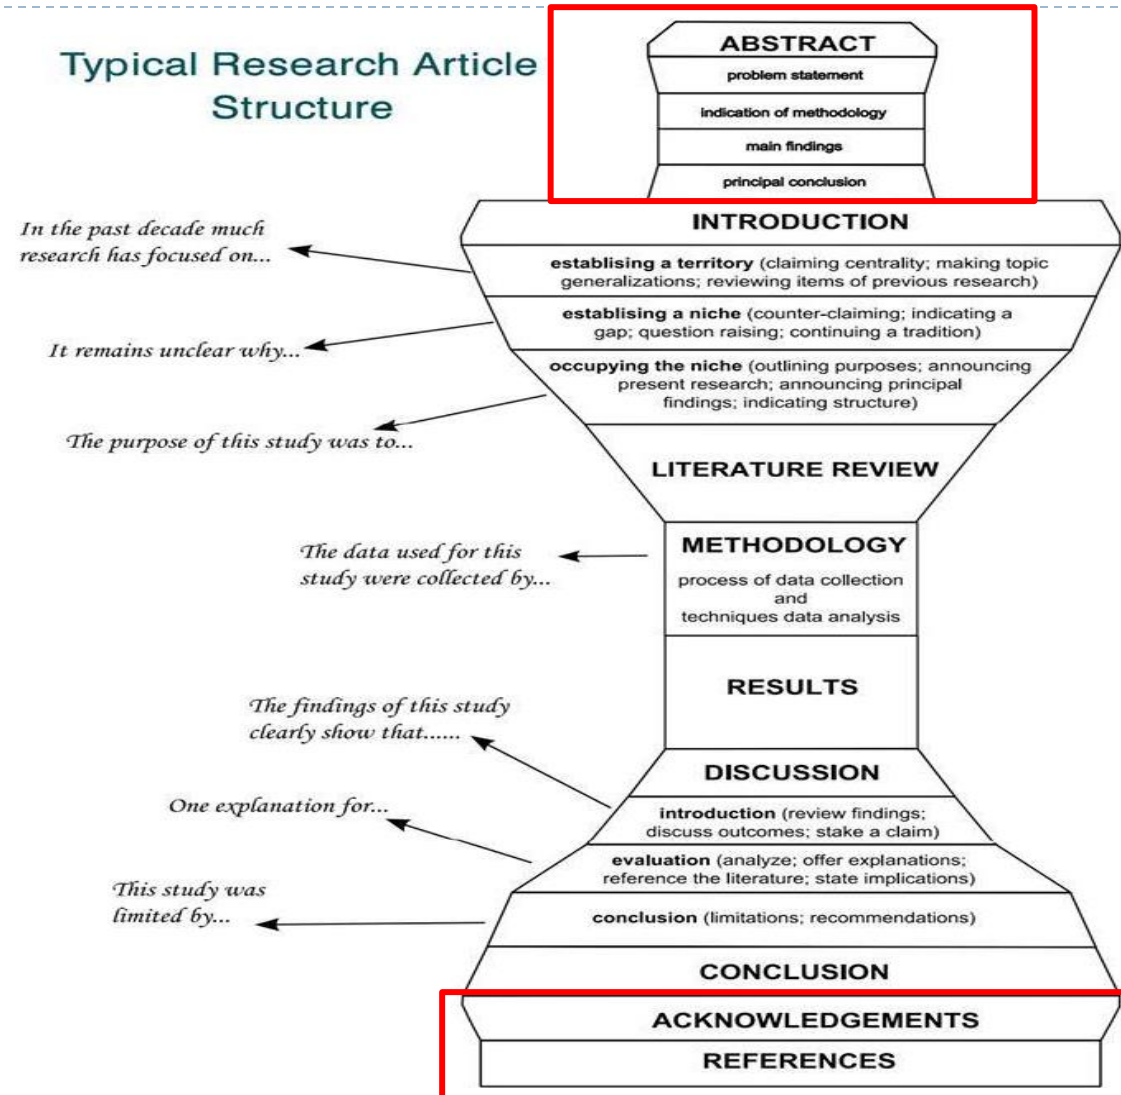 Typical Research Article
Structure
ABSTRACT
problem statement
indication of methodology
main findings
principal conclusion
INTRODUCTION
In the past decade much
research has focused on...
establising a territory (claiming centrality; making topic
generalizations; reviewing items of previous research)
establising a niche (counter-claiming; indicating a
gap; question raising; continuing a tradition)
It remains unclear why...
occupying the niche (outlining purposes; announcing
present research; announcing principal
findings; indicating structure)
The purpose of this study was to...
LITERATURE REVIEW
METHODOLOGY
The data used for this
study were collected by...
process of data collection
and
techniques data analysis
RESULTS
The findings of this study
clearly show that......
DISCUSSION
introduction (review findings;
discuss outcomes; stake a claim)
One explanation for...
evaluation (analyze; offer explanations;
reference the literature; state implications)
This study was
limited by...
conclusion (limitations; recommendations)
CONCLUSION
ACKNOWLEDGEMENTS
REFERENCES